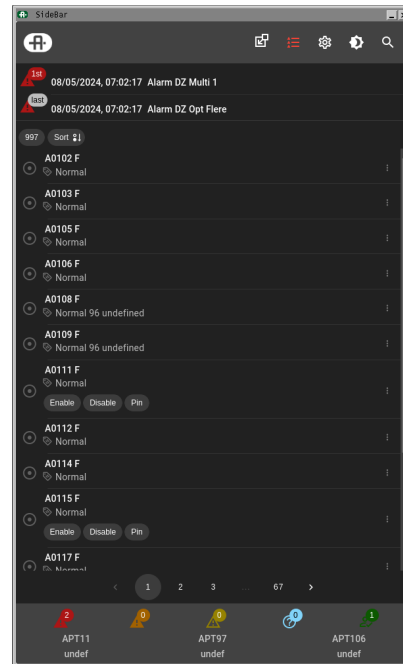 SideBar
1st
08/05/2024, 07:02:17 Alarm DZ Multi 1
last
08/05/2024, 07:02:17 Alarm DZ Opt Flere
997 Sort
A0102 F
Normal
A0103 F
Normal
A0105 F
Normal
A0106 F
Normal
A0108 F
Normal 96 undefined
A0109 F
Normal 96 undefined
A0111 F
Normal
Enable Disable Pin
A0112 F
Normal
A0114 F
Normal
A0115 F
Normal
Enable Disable Pin
A0117 F
Normal
< 1 2 3 ... 67 >
2 0 0 0 1
APT11 APT97 APT106
undef undef undef